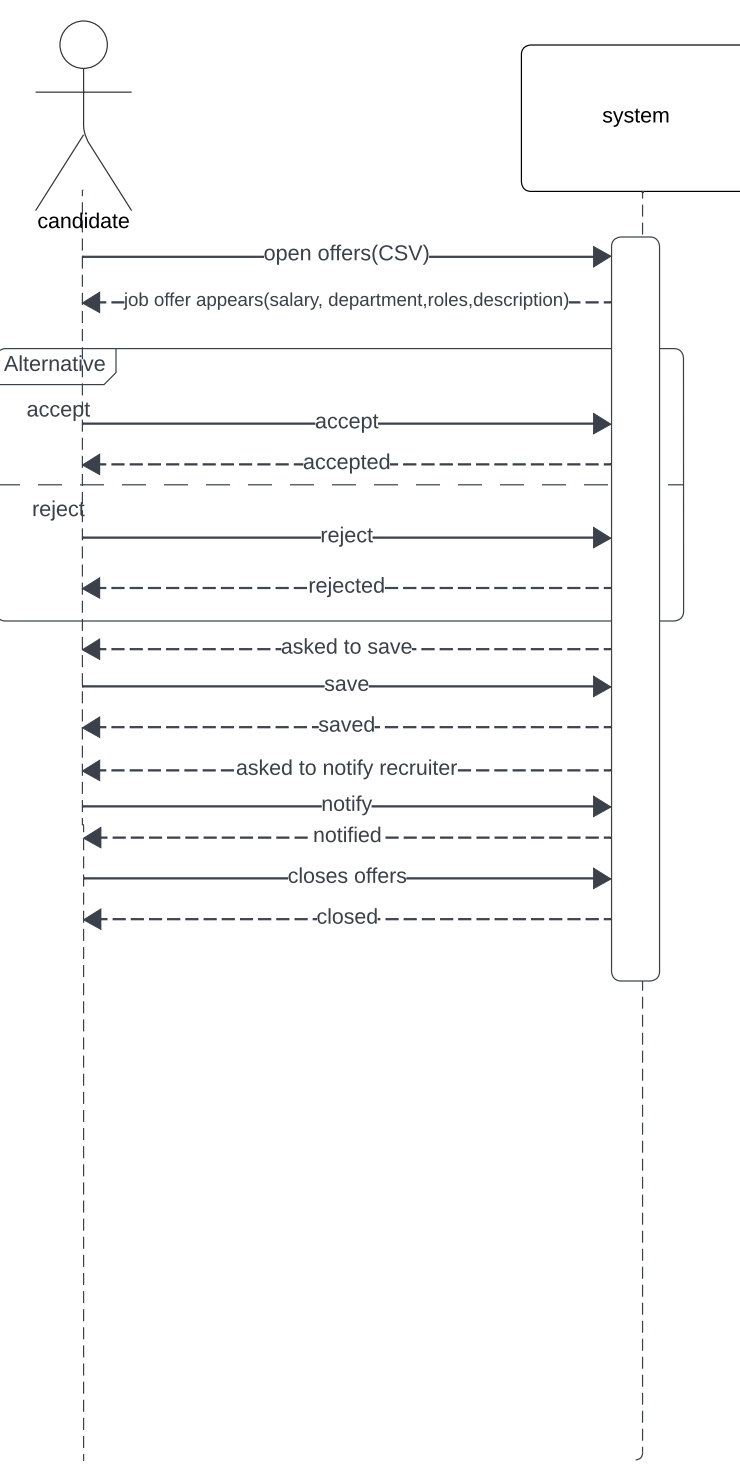 system
candidate
open offers(CSV)
job offer appears(salary, department,roles,description)
Alternative
accept
accept
accepted
reject
reject
rejected
asked to save
save
saved
asked to notify recruiter
notify
notified
closes offers
closed